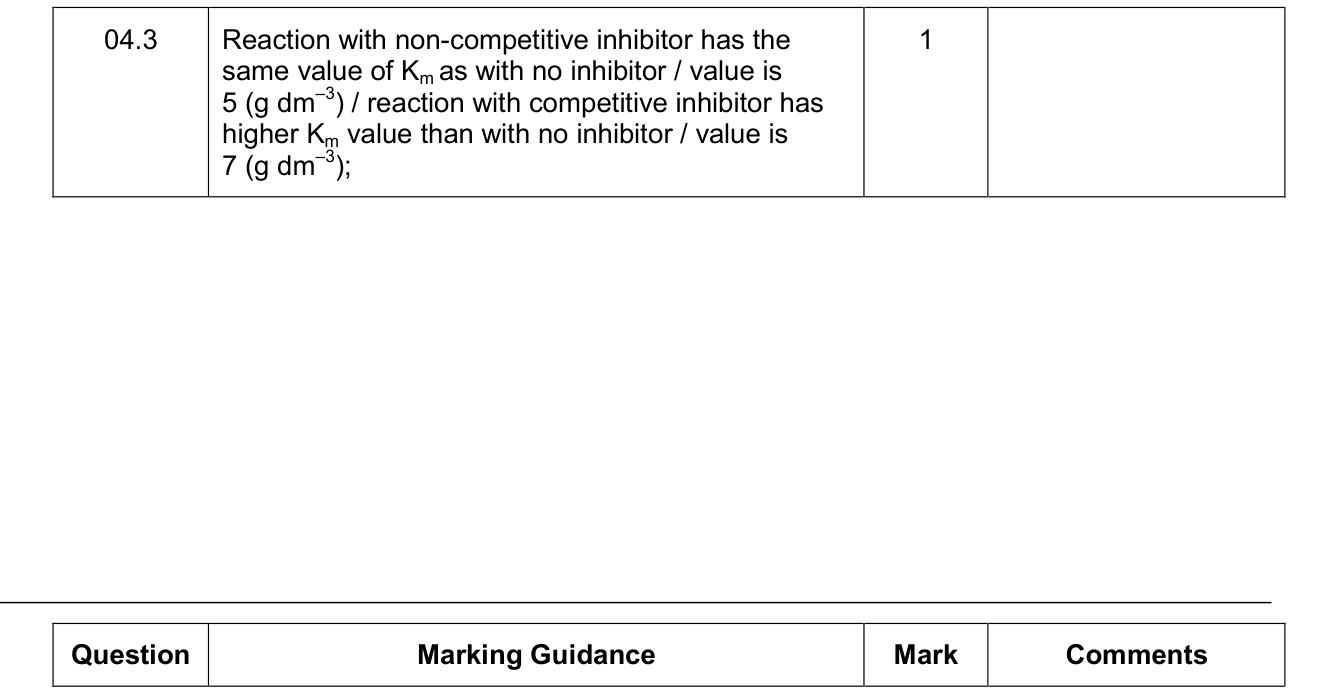 04.3
Reaction with non-competitive inhibitor has the
same value of Kₘ as with no inhibitor / value is
5 (g dm⁻³) / reaction with competitive inhibitor has
higher Kₘ value than with no inhibitor / value is
7 (g dm⁻³);
1
Question Marking Guidance Mark Comments